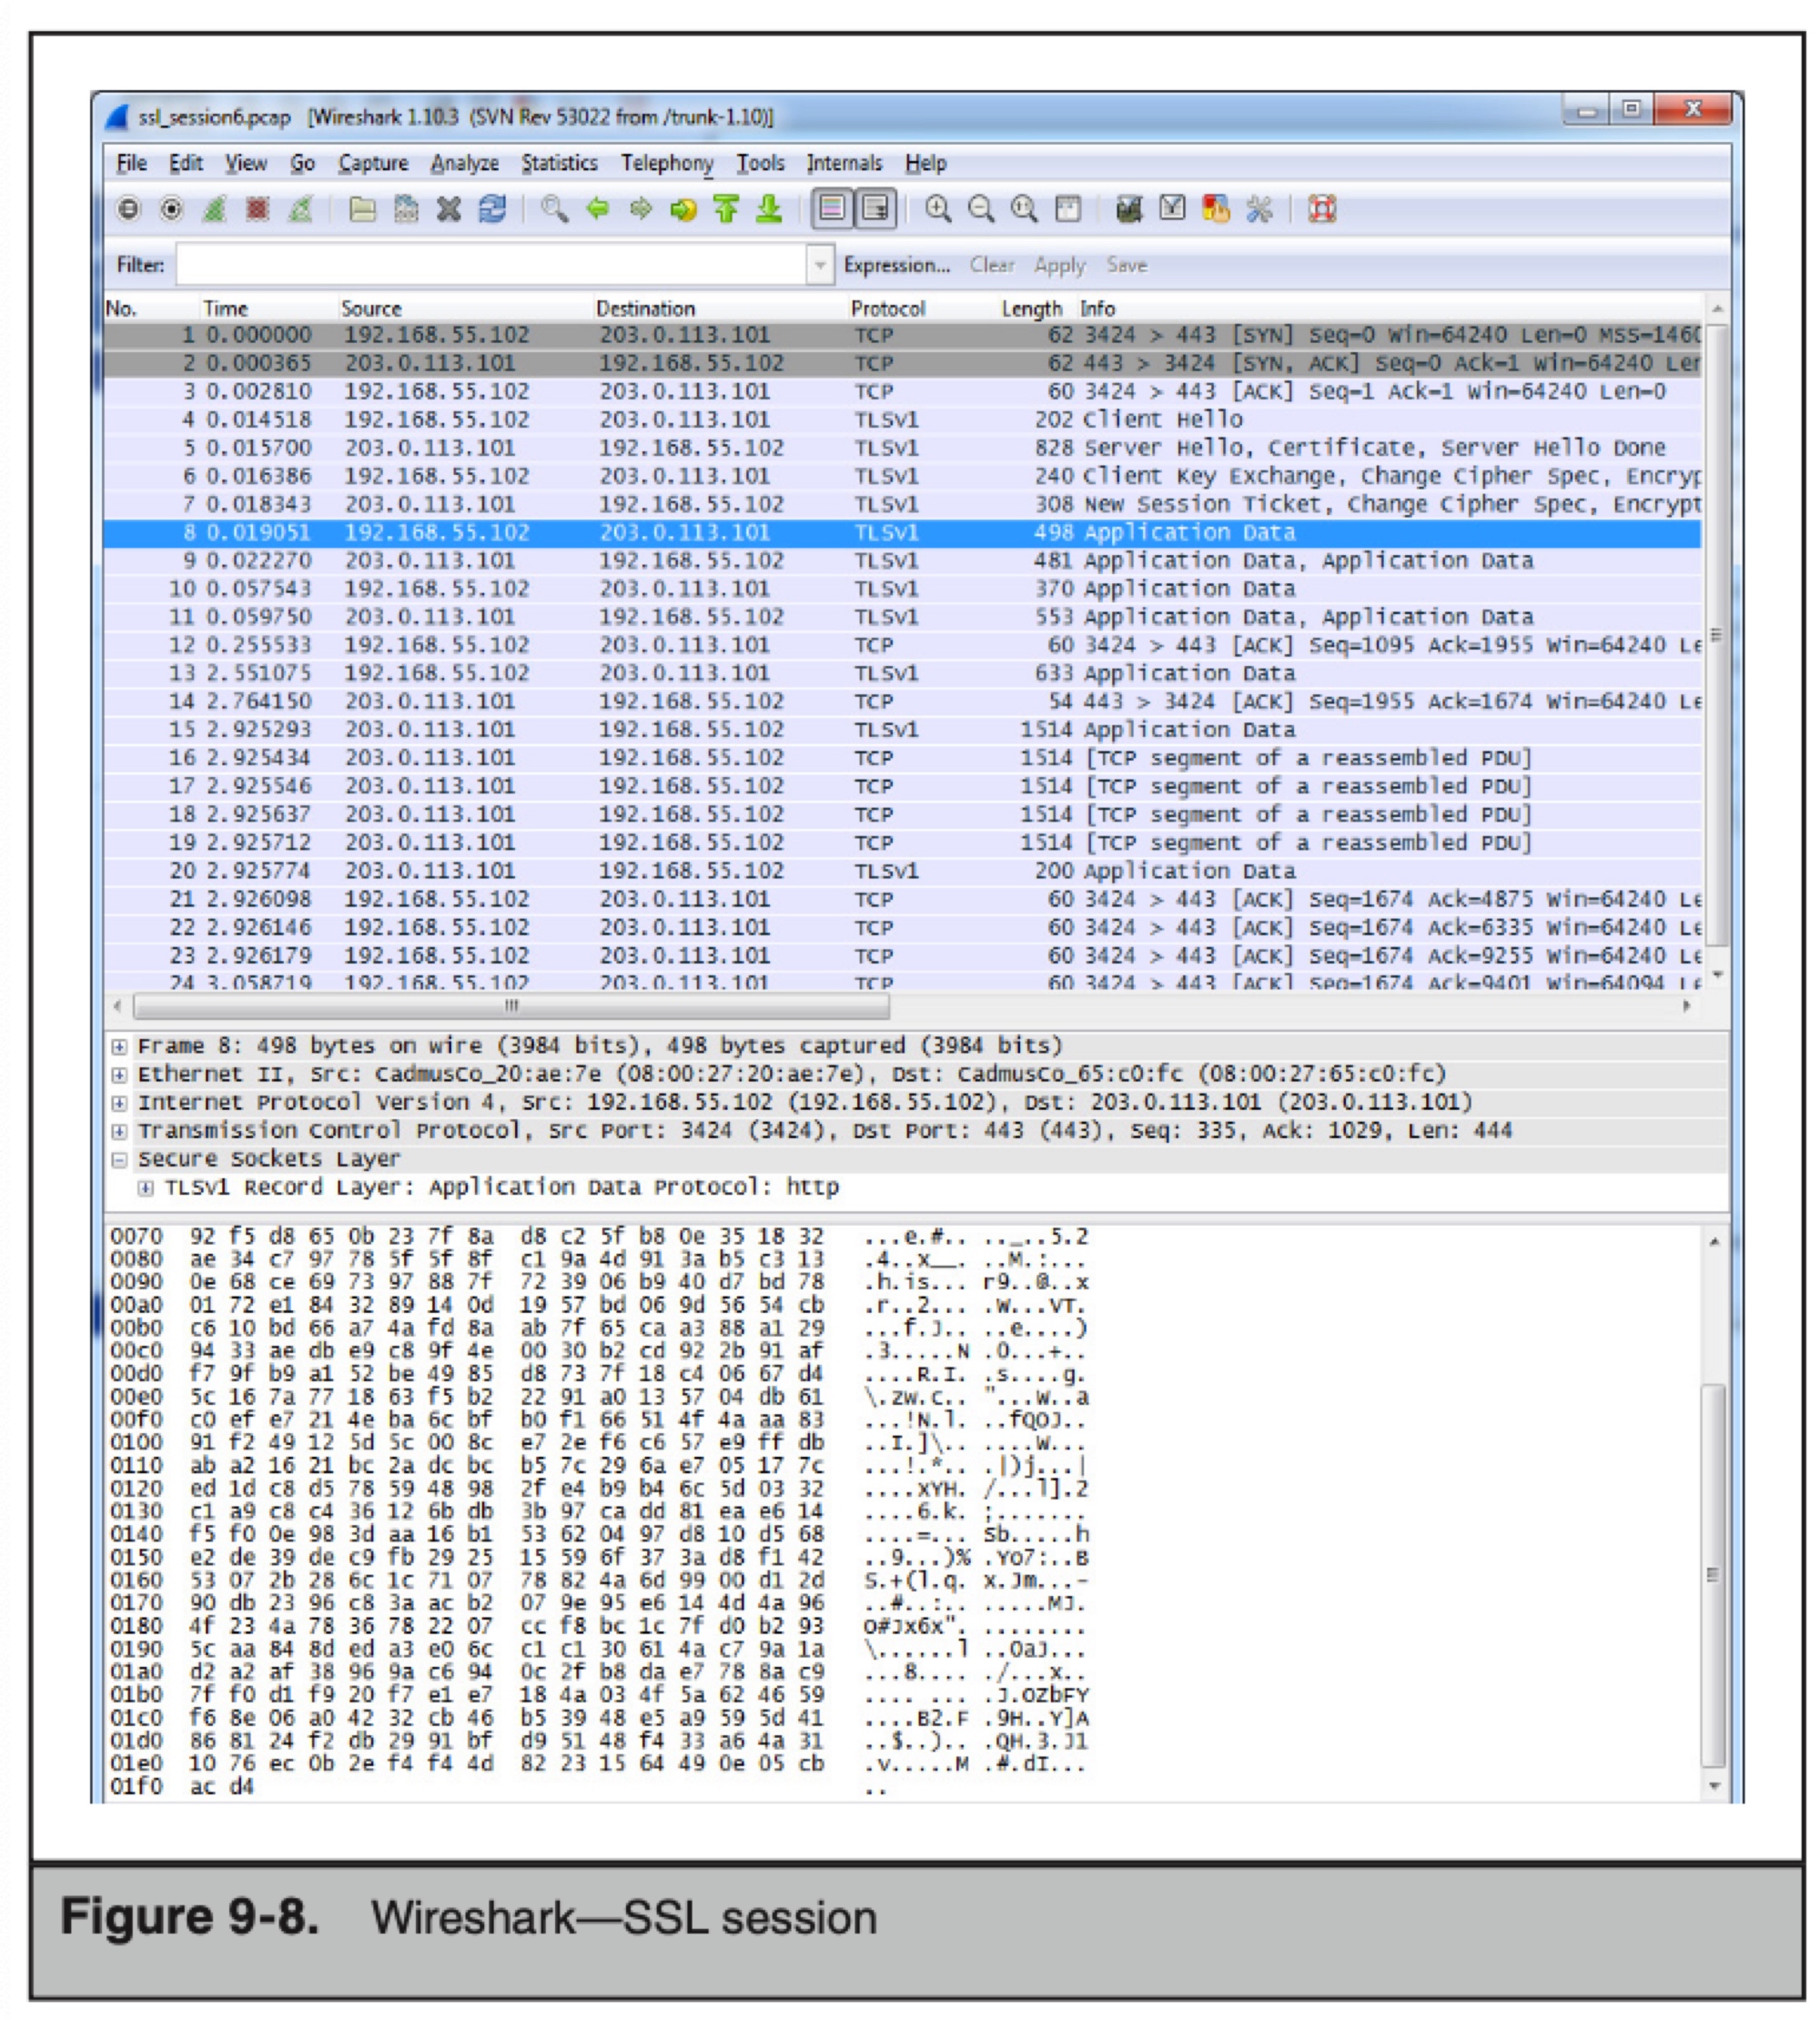 ssl_session6.pcap [Wireshark 1.10.3 (SVN Rev 53022 from /trunk-1.10)]
File Edit View Go Capture Analyze Statistics Telephony Tools Internals Help
Filter: Expression... Clear Apply Save
No. Time Source Destination Protocol Length Info
1 0.000000 192.168.55.102 203.0.113.101 TCP 62 3424 > 443 [SYN] Seq=0 Win=64240 Len=0 MSS=1460
2 0.000365 203.0.113.101 192.168.55.102 TCP 62 443 > 3424 [SYN, ACK] Seq=0 Ack=1 Win=64240 Len
3 0.002810 192.168.55.102 203.0.113.101 TCP 60 3424 > 443 [ACK] Seq=1 Ack=1 Win=64240 Len=0
4 0.014518 192.168.55.102 203.0.113.101 TLSv1 202 Client Hello
5 0.015700 203.0.113.101 192.168.55.102 TLSv1 828 Server Hello, Certificate, Server Hello Done
6 0.016386 192.168.55.102 203.0.113.101 TLSv1 240 Client Key Exchange, Change Cipher Spec, Encryp
7 0.018343 203.0.113.101 192.168.55.102 TLSv1 308 New Session Ticket, Change Cipher Spec, Encrypt
8 0.019051 192.168.55.102 203.0.113.101 TLSv1 498 Application Data
9 0.022270 203.0.113.101 192.168.55.102 TLSv1 481 Application Data, Application Data
10 0.057543 192.168.55.102 203.0.113.101 TLSv1 370 Application Data
11 0.059750 203.0.113.101 192.168.55.102 TLSv1 553 Application Data, Application Data
12 0.255533 192.168.55.102 203.0.113.101 TCP 60 3424 > 443 [ACK] Seq=1095 Ack=1955 Win=64240 Le
13 2.551075 192.168.55.102 203.0.113.101 TLSv1 633 Application Data
14 2.764150 203.0.113.101 192.168.55.102 TCP 54 443 > 3424 [ACK] Seq=1955 Ack=1674 Win=64240 Le
15 2.925293 203.0.113.101 192.168.55.102 TLSv1 1514 Application Data
16 2.925434 203.0.113.101 192.168.55.102 TCP 1514 [TCP segment of a reassembled PDU]
17 2.925546 203.0.113.101 192.168.55.102 TCP 1514 [TCP segment of a reassembled PDU]
18 2.925637 203.0.113.101 192.168.55.102 TCP 1514 [TCP segment of a reassembled PDU]
19 2.925712 203.0.113.101 192.168.55.102 TCP 1514 [TCP segment of a reassembled PDU]
20 2.925774 203.0.113.101 192.168.55.102 TLSv1 200 Application Data
21 2.926098 192.168.55.102 203.0.113.101 TCP 60 3424 > 443 [ACK] Seq=1674 Ack=4875 Win=64240 Le
22 2.926146 192.168.55.102 203.0.113.101 TCP 60 3424 > 443 [ACK] Seq=1674 Ack=6335 Win=64240 Le
23 2.926179 192.168.55.102 203.0.113.101 TCP 60 3424 > 443 [ACK] Seq=1674 Ack=9255 Win=64240 Le
24 3.058719 192.168.55.102 203.0.113.101 TCP 60 3424 > 443 [ACK] Seq=1674 Ack=9401 Win=64094 Le
Frame 8: 498 bytes on wire (3984 bits), 498 bytes captured (3984 bits)
Ethernet II, Src: CadmusCo_20:ae:7e (08:00:27:20:ae:7e), Dst: CadmusCo_65:c0:fc (08:00:27:65:c0:fc)
Internet Protocol Version 4, Src: 192.168.55.102 (192.168.55.102), Dst: 203.0.113.101 (203.0.113.101)
Transmission Control Protocol, Src Port: 3424 (3424), Dst Port: 443 (443), Seq: 335, Ack: 1029, Len: 444
Secure Sockets Layer
TLSv1 Record Layer: Application Data Protocol: http
0070 92 f5 d8 65 0b 23 7f 8a d8 c2 5f b8 0e 35 18 32 ...e.#.. .._..5.2
0080 ae 34 c7 97 78 5f 5f 8f c1 9a 4d 91 3a b5 c3 13 .4..x__. ..M.:...
0090 0e 68 ce 69 73 97 88 7f 72 39 06 b9 40 d7 bd 78 .h.is... r9..@..x
00a0 01 72 e1 84 32 89 14 0d 19 57 bd 06 9d 56 54 cb .r..2... .W...VT.
00b0 c6 10 bd 66 a7 4a fd 8a ab 7f 65 ca a3 88 a1 29 ...f.J.. ..e....)
00c0 94 33 ae db e9 c8 9f 4e 00 30 b2 cd 92 2b 91 af .3.....N .0...+..
00d0 f7 9f b9 a1 52 be 49 85 d8 73 7f 18 c4 06 67 d4 ....R.I. .s....g.
00e0 5c 16 7a 77 18 63 f5 b2 22 91 a0 13 57 04 db 61 \.zw.c.. "...W..a
00f0 c0 ef e7 21 4e ba 6c bf b0 f1 66 51 4f 4a aa 83 ...!N.l. ..fQOJ..
0100 91 f2 49 12 5d 5c 00 8c e7 2e f6 c6 57 e9 ff db ..I.]\.. ....W...
0110 ab a2 16 21 bc 2a dc bc b5 7c 29 6a e7 05 17 7c ...!.*.. .|)j...|
0120 ed 1d c8 d5 78 59 48 98 2f e4 b9 b4 6c 5d 03 32 ....xYH. /...l].2
0130 c1 a9 c8 c4 36 12 6b db 3b 97 ca dd 81 ea e6 14 ....6.k. ;.......
0140 f5 f0 0e 98 3d aa 16 b1 53 62 04 97 d8 10 d5 68 ....=... Sb.....h
0150 e2 de 39 de c9 fb 29 25 15 59 6f 37 3a d8 f1 42 ..9...)% .Yo7:..B
0160 53 07 2b 28 6c 1c 71 07 78 82 4a 6d 99 00 d1 2d S.+(l.q. x.Jm...-
0170 90 db 23 96 c8 3a ac b2 07 9e 95 e6 14 4d 4a 96 ..#..:.. .....MJ.
0180 4f 23 4a 78 36 78 22 07 cc f8 bc 1c 7f d0 b2 93 O#Jx6x". ........
0190 5c aa 84 8d ed a3 e0 6c c1 c1 30 61 4a c7 9a 1a \......l ..0aJ...
01a0 d2 a2 af 38 96 9a c6 94 0c 2f b8 da e7 78 8a c9 ...8.... ./...x..
01b0 7f f0 d1 f9 20 f7 e1 e7 18 4a 03 4f 5a 62 46 59 .... ... .J.OZbFY
01c0 f6 8e 06 a0 42 32 cb 46 b5 39 48 e5 a9 59 5d 41 ....B2.F .9H..Y]A
01d0 86 81 24 f2 db 29 91 bf d9 51 48 f4 33 a6 4a 31 ..$..).. .QH.3.J1
01e0 10 76 ec 0b 2e f4 f4 4d 82 23 15 64 49 0e 05 cb .v.....M .#.dI...
01f0 ac d4 ..
Figure 9-8. Wireshark—SSL session